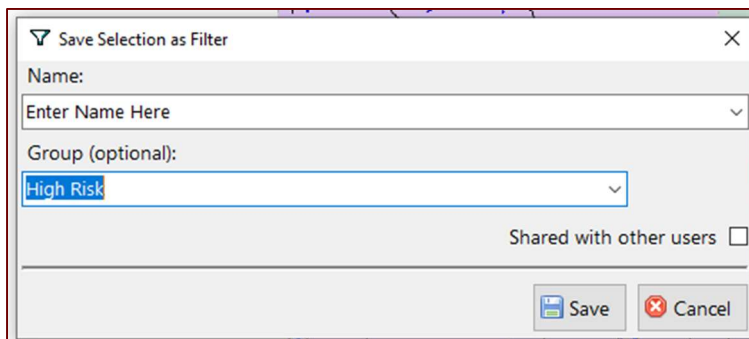 Save Selection as Filter
Name:
Enter Name Here
Group (optional):
High Risk
Shared with other users
Save
Cancel